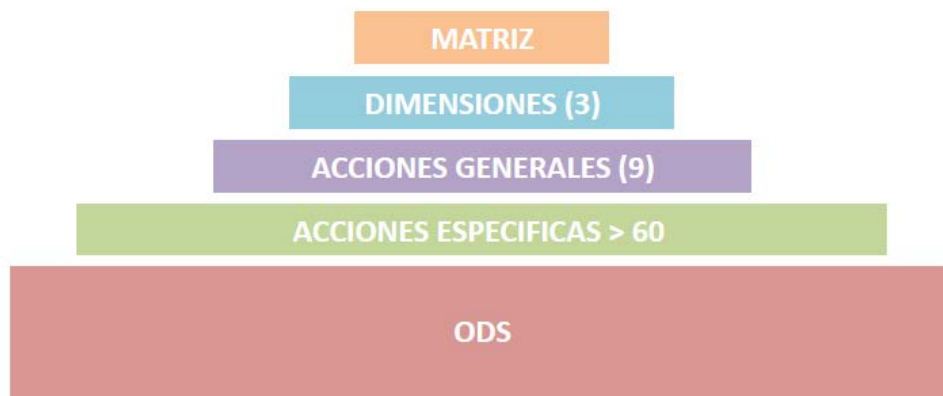 MATRIZ
DIMENSIONES (3)
ACCIONES GENERALES (9)
ACCIONES ESPECIFICAS > 60
ODS